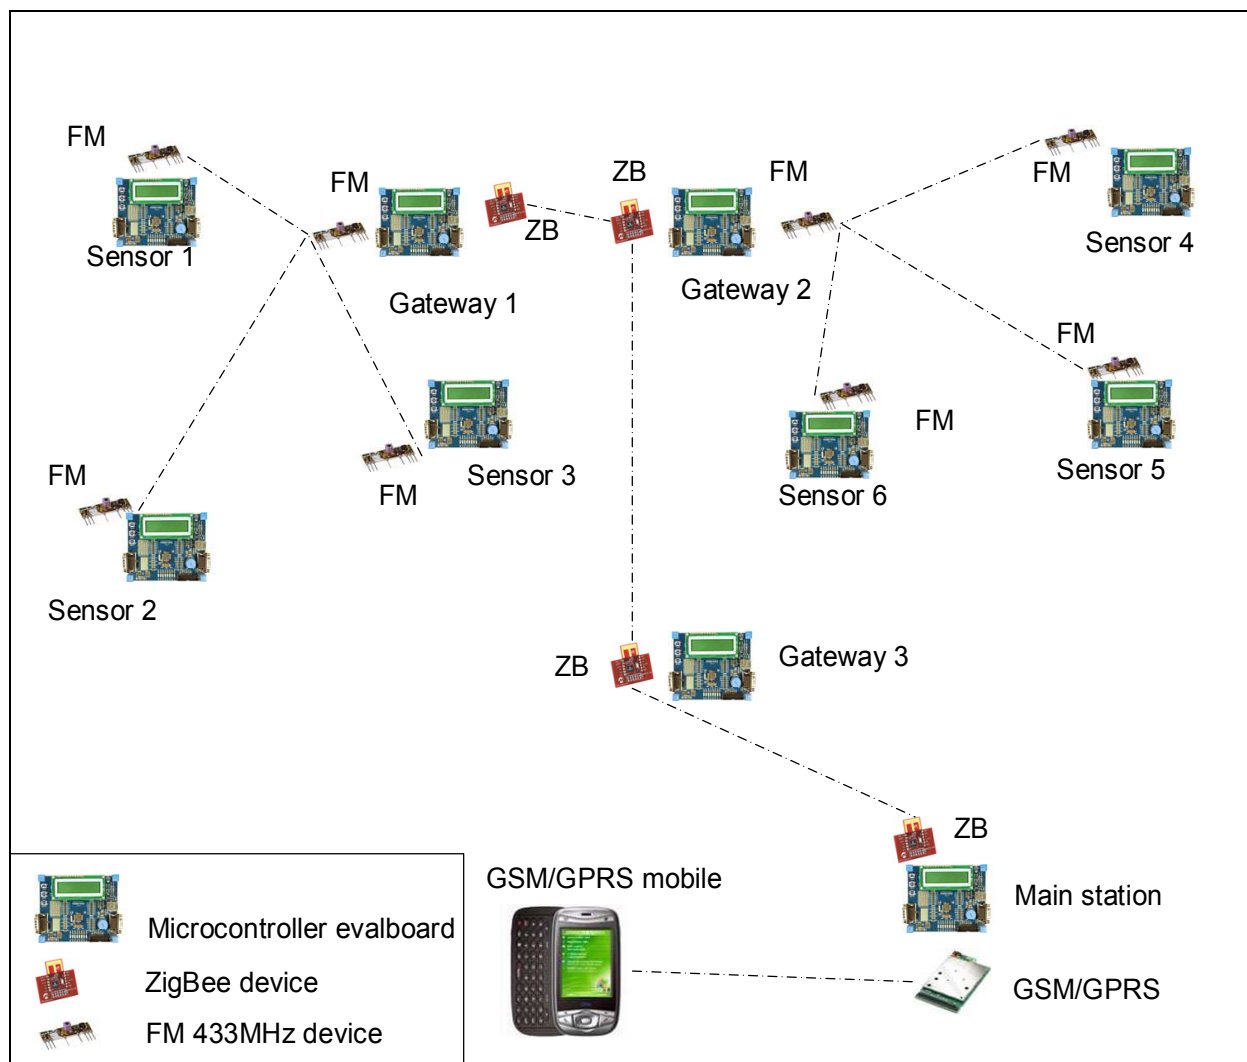 FM
FM
ZB
FM
FM
Sensor 1
ZB
Sensor 4
Gateway 1
Gateway 2
FM
FM
Sensor 3
Sensor 5
FM
FM
Sensor 6
Sensor 2
ZB
Gateway 3
ZB
GSM/GPRS mobile
Main station
GSM/GPRS
Microcontroller evalboard
ZigBee device
FM 433MHz device